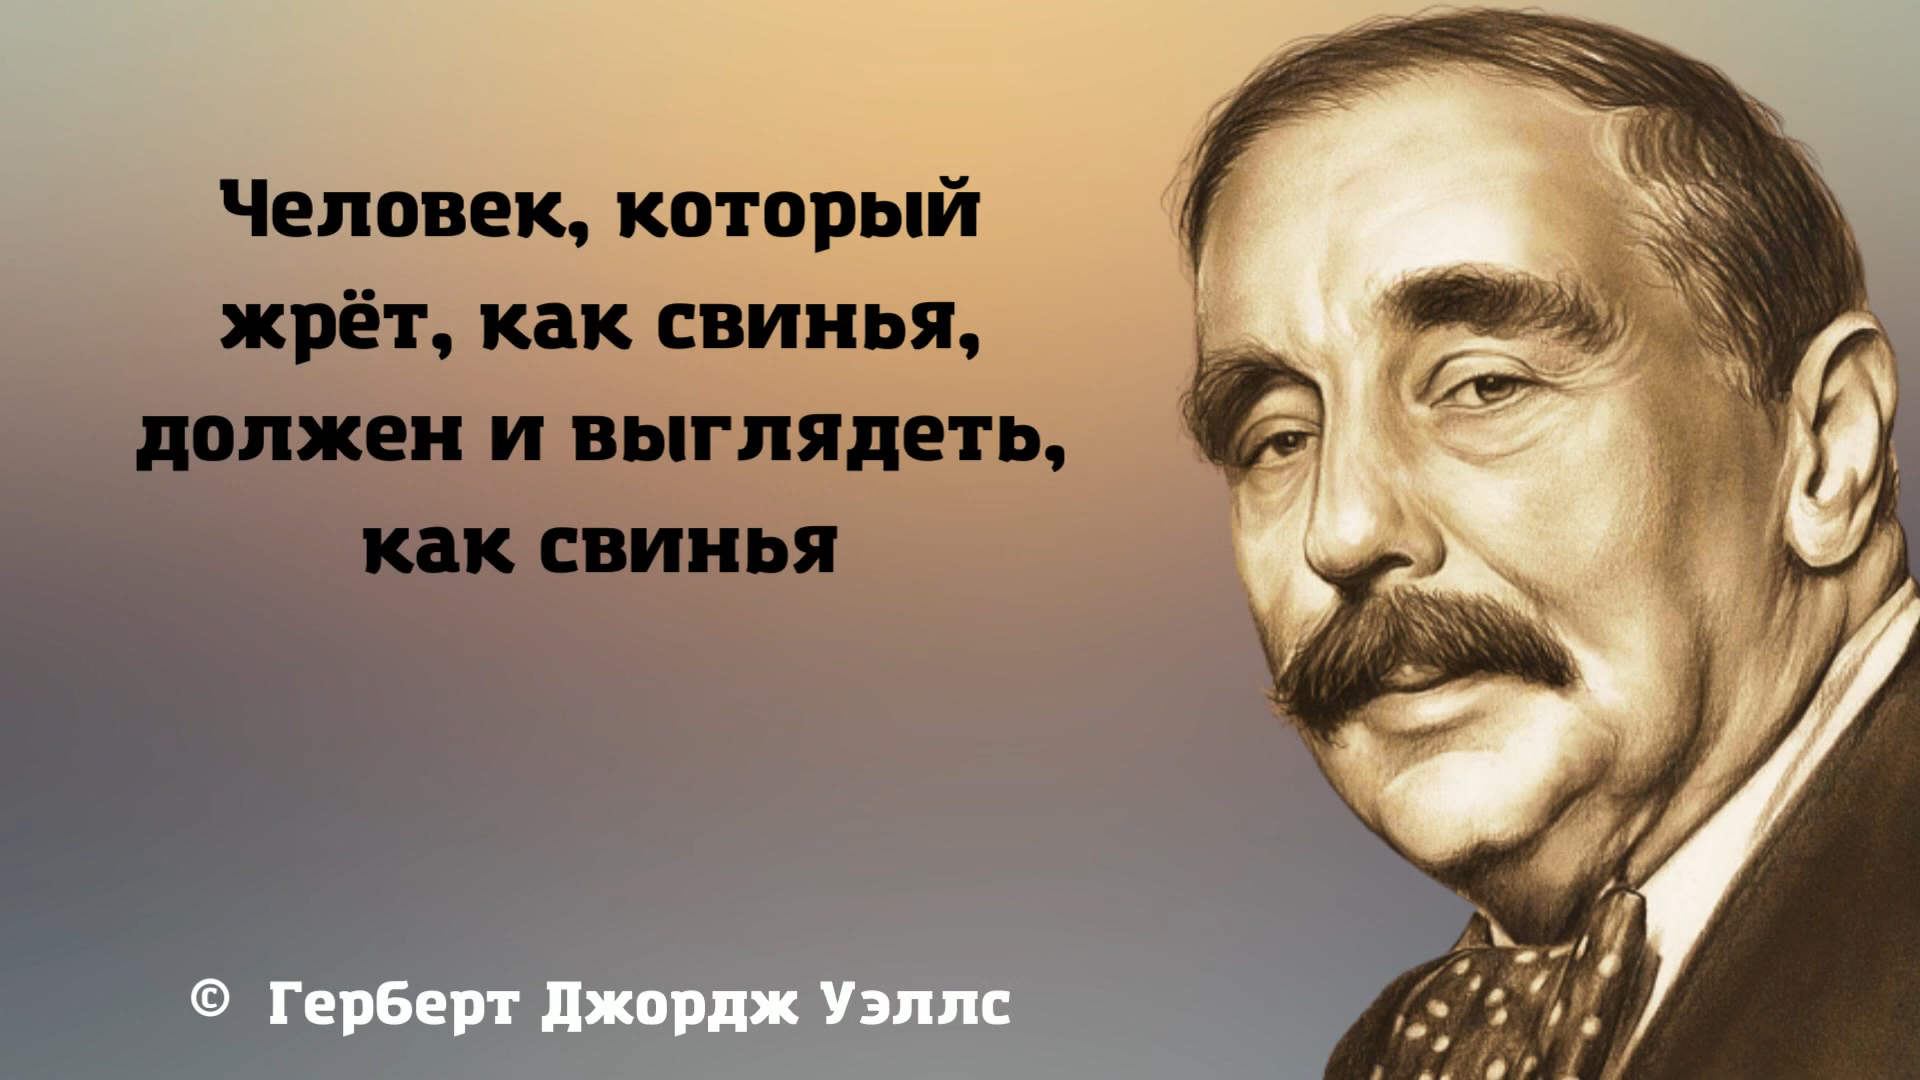 Человек, который
жрёт, как свинья,
должен и выглядеть,
как свинья
© Герберт Джордж Уэллс